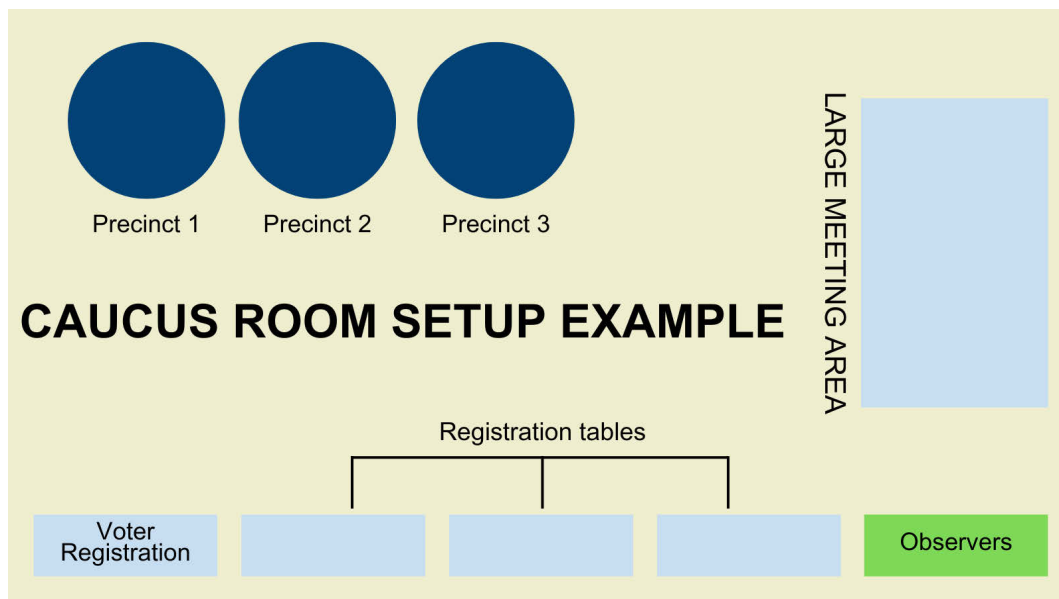 Precinct 1
Precinct 2
Precinct 3
LARGE MEETING AREA
CAUCUS ROOM SETUP EXAMPLE
Registration tables
Voter
Registration
Observers